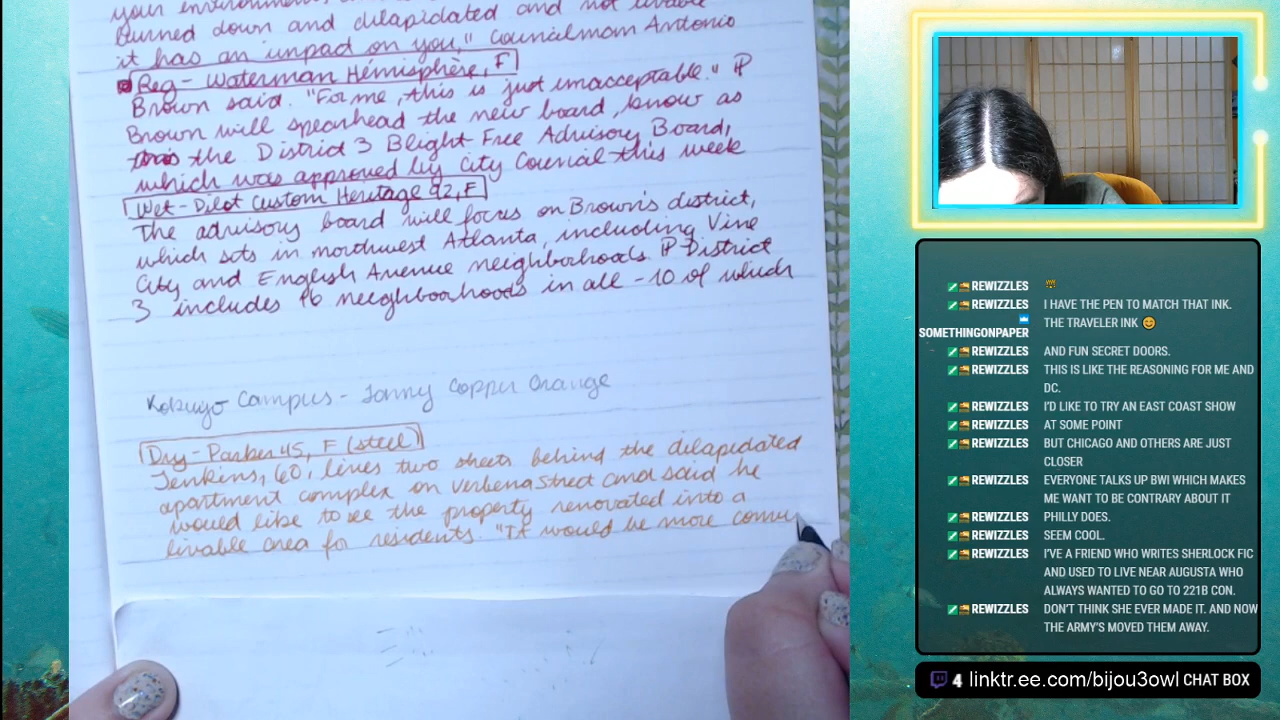 your environment,
burned down and dilapidated and not livable
it has an impact on you," Councilman Antonio
Reg- Waterman Hémisphère, F
Brown said. "For me, this is just unacceptable." ⁋
Brown will spearhead the new board, know as
the District 3 Blight-Free Advisory Board,
which was approved by City Council this week
Wet- Pilot Custom Heritage 92, F
The advisory board will focus on Brown's district,
which sits in northwest Atlanta, including Vine
City and English Avenue neighborhoods. ⁋ District
3 includes 16 neighborhoods in all - 10 of which
Kobuyo Campus - Tanny Copper Orange
Dry- Parker 45, F (steel)
Jenkins, 60, lives two streets behind the dilapidated
apartment complex on Verbena Street and said he
would like to see the property renovated into a
livable area for residents. "It would be more conve
REWIZZLES
REWIZZLES I HAVE THE PEN TO MATCH THAT INK.
THE TRAVELER INK 😊
SOMETHINGONPAPER
REWIZZLES AND FUN SECRET DOORS.
REWIZZLES THIS IS LIKE THE REASONING FOR ME AND
DC.
REWIZZLES I'D LIKE TO TRY AN EAST COAST SHOW
REWIZZLES AT SOME POINT
REWIZZLES BUT CHICAGO AND OTHERS ARE JUST
CLOSER
REWIZZLES EVERYONE TALKS UP BWI WHICH MAKES
ME WANT TO BE CONTRARY ABOUT IT
REWIZZLES PHILLY DOES.
REWIZZLES SEEM COOL.
REWIZZLES I'VE A FRIEND WHO WRITES SHERLOCK FIC
AND USED TO LIVE NEAR AUGUSTA WHO
ALWAYS WANTED TO GO TO 221B CON.
REWIZZLES DON'T THINK SHE EVER MADE IT. AND NOW
THE ARMY'S MOVED THEM AWAY.
4 linktr.ee.com/bijou3owl CHAT BOX